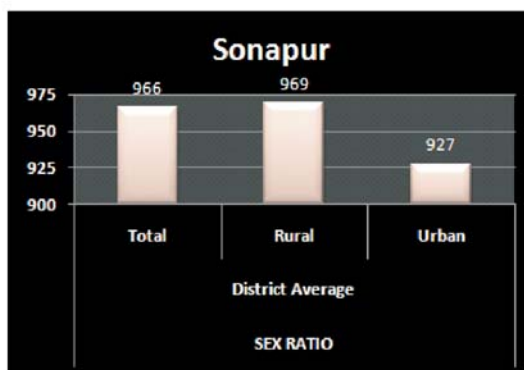 Sonapur
966
969
927
975
950
925
900
Total Rural Urban
District Average
SEX RATIO